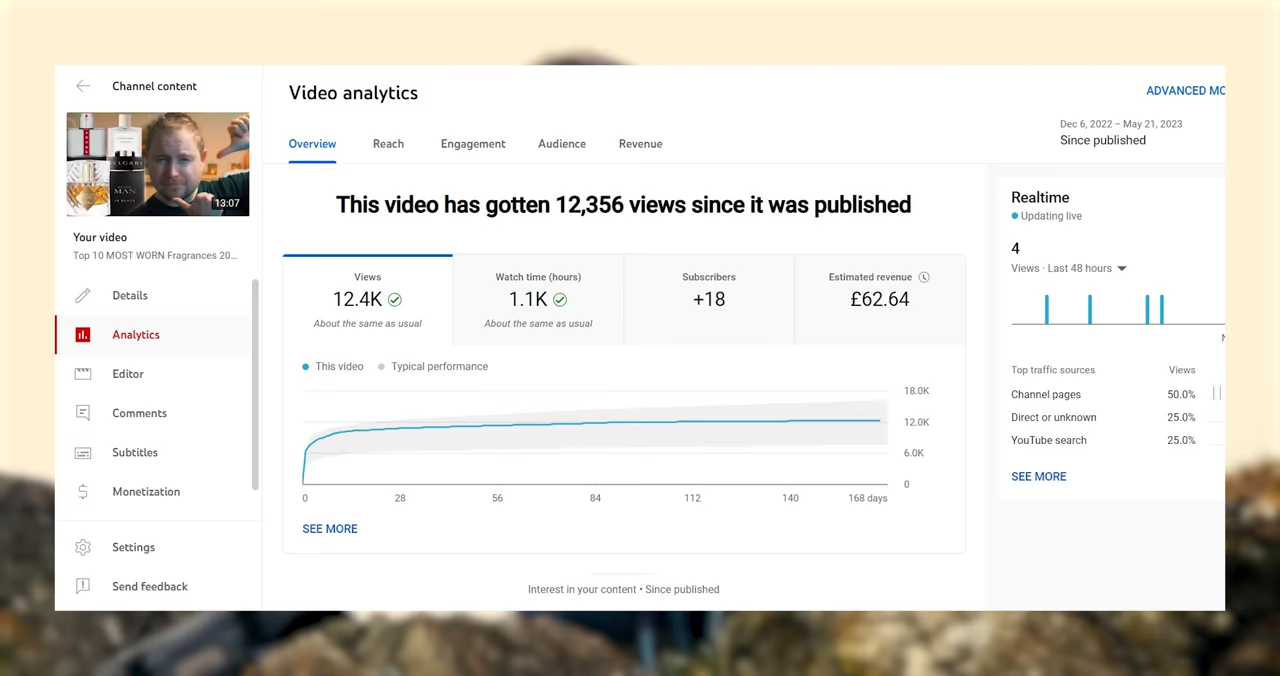 Channel content
BVLGARI
MAN
13:07
Your video
Top 10 MOST WORN Fragrances 20...
Details
Analytics
Editor
Comments
Subtitles
Monetization
Settings
Send feedback
Video analytics
ADVANCED MO
Overview Reach Engagement Audience Revenue
Dec 6, 2022 – May 21, 2023
Since published
This video has gotten 12,356 views since it was published
Views
12.4K
About the same as usual
Watch time (hours)
1.1K
About the same as usual
Subscribers
+18
Estimated revenue
£62.64
This video Typical performance
18.0K
12.0K
6.0K
0
0 28 56 84 112 140 168 days
SEE MORE
Interest in your content • Since published
Realtime
Updating live
4
Views · Last 48 hours
Top traffic sources Views
Channel pages 50.0%
Direct or unknown 25.0%
YouTube search 25.0%
SEE MORE